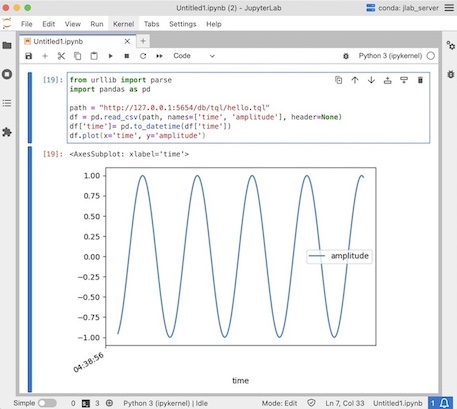 Untitled1.ipynb (2) - JupyterLab
conda: jlab_server
File Edit View Run Kernel Tabs Settings Help
Untitled1.ipynb
Code
Python 3 (ipykernel)
[19]:
from urllib import parse
import pandas as pd
path = "http://127.0.0.1:5654/db/tql/hello.tql"
df = pd.read_csv(path, names=['time', 'amplitude'], header=None)
df['time']= pd.to_datetime(df['time'])
df.plot(x='time', y='amplitude')
[19]: <AxesSubplot: xlabel='time'>
1.00
0.75
0.50
0.25
0.00
−0.25
−0.50
−0.75
−1.00
amplitude
04:38:56
time
Simple 0 3 Python 3 (ipykernel) | Idle Mode: Edit Ln 7, Col 33 Untitled1.ipynb 1